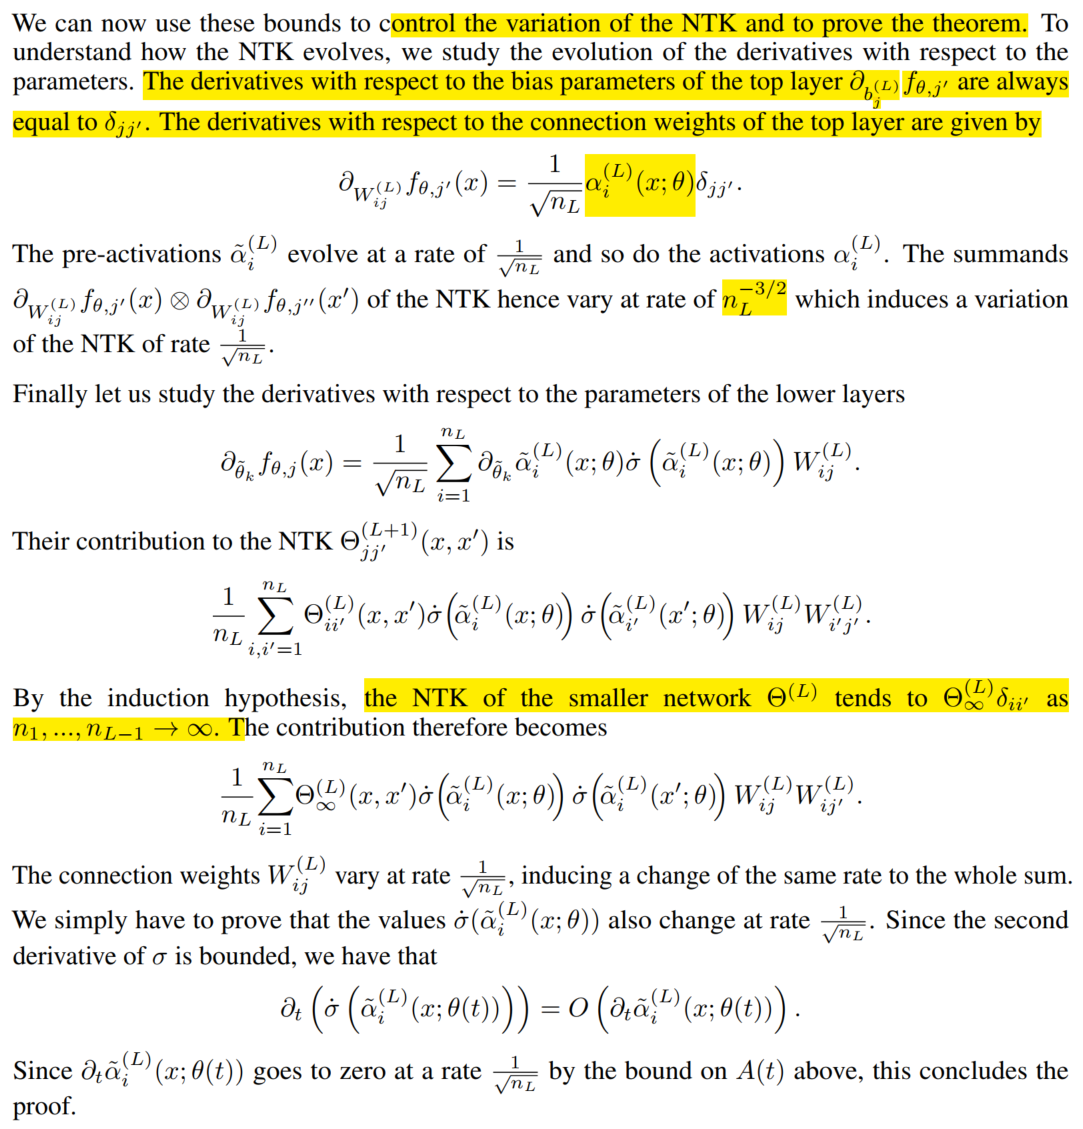 We can now use these bounds to control the variation of the NTK and to prove the theorem. To
understand how the NTK evolves, we study the evolution of the derivatives with respect to the
parameters. The derivatives with respect to the bias parameters of the top layer $\partial_{b_j^{(L)}} f_{\theta,j'}$ are always
equal to $\delta_{jj'}$. The derivatives with respect to the connection weights of the top layer are given by
$$\partial_{W_{ij}^{(L)}} f_{\theta,j'}(x) = \frac{1}{\sqrt{n_L}} \alpha_i^{(L)}(x;\theta)\delta_{jj'}.$$
The pre-activations $\tilde{\alpha}_i^{(L)}$ evolve at a rate of $\frac{1}{\sqrt{n_L}}$ and so do the activations $\alpha_i^{(L)}$. The summands
$\partial_{W_{ij}^{(L)}} f_{\theta,j'}(x) \otimes \partial_{W_{ij}^{(L)}} f_{\theta,j''}(x')$ of the NTK hence vary at rate of $n_L^{-3/2}$ which induces a variation
of the NTK of rate $\frac{1}{\sqrt{n_L}}$.
Finally let us study the derivatives with respect to the parameters of the lower layers
$$\partial_{\tilde{\theta}_k} f_{\theta,j}(x) = \frac{1}{\sqrt{n_L}} \sum_{i=1}^{n_L} \partial_{\tilde{\theta}_k} \tilde{\alpha}_i^{(L)}(x;\theta)\dot{\sigma}\left(\tilde{\alpha}_i^{(L)}(x;\theta)\right) W_{ij}^{(L)}.$$
Their contribution to the NTK $\Theta_{jj'}^{(L+1)}(x,x')$ is
$$\frac{1}{n_L} \sum_{i,i'=1}^{n_L} \Theta_{ii'}^{(L)}(x,x')\dot{\sigma}\left(\tilde{\alpha}_i^{(L)}(x;\theta)\right) \dot{\sigma}\left(\tilde{\alpha}_{i'}^{(L)}(x';\theta)\right) W_{ij}^{(L)} W_{i'j'}^{(L)}.$$
By the induction hypothesis, the NTK of the smaller network $\Theta^{(L)}$ tends to $\Theta_\infty^{(L)}\delta_{ii'}$ as
$n_1, ..., n_{L-1} \to \infty$. The contribution therefore becomes
$$\frac{1}{n_L} \sum_{i=1}^{n_L} \Theta_\infty^{(L)}(x,x')\dot{\sigma}\left(\tilde{\alpha}_i^{(L)}(x;\theta)\right) \dot{\sigma}\left(\tilde{\alpha}_i^{(L)}(x';\theta)\right) W_{ij}^{(L)} W_{ij'}^{(L)}.$$
The connection weights $W_{ij}^{(L)}$ vary at rate $\frac{1}{\sqrt{n_L}}$, inducing a change of the same rate to the whole sum.
We simply have to prove that the values $\dot{\sigma}(\tilde{\alpha}_i^{(L)}(x;\theta))$ also change at rate $\frac{1}{\sqrt{n_L}}$. Since the second
derivative of $\sigma$ is bounded, we have that
$$\partial_t \left(\dot{\sigma}\left(\tilde{\alpha}_i^{(L)}(x;\theta(t))\right)\right) = O\left(\partial_t \tilde{\alpha}_i^{(L)}(x;\theta(t))\right).$$
Since $\partial_t \tilde{\alpha}_i^{(L)}(x;\theta(t))$ goes to zero at a rate $\frac{1}{\sqrt{n_L}}$ by the bound on $A(t)$ above, this concludes the
proof.